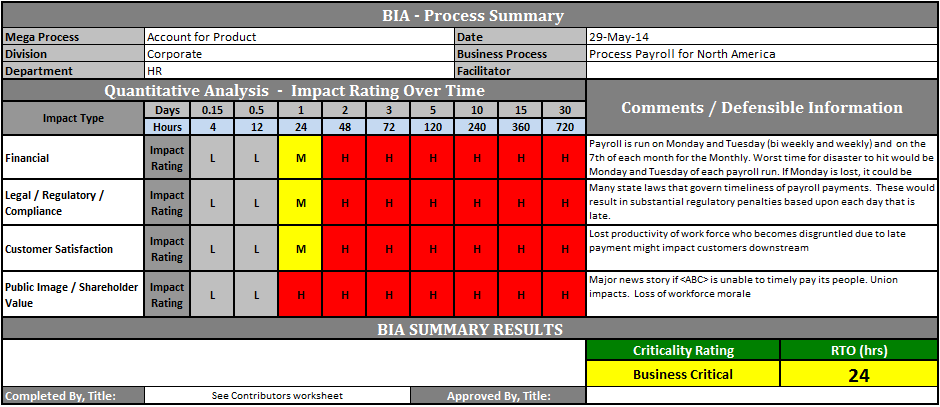 BIA - Process Summary
Mega Process Account for Product Date 29-May-14
Division Corporate Business Process Process Payroll for North America
Department HR Facilitator
Quantitative Analysis - Impact Rating Over Time Comments / Defensible Information
Impact Type Days 0.15 0.5 1 2 3 5 10 15 30
Hours 4 12 24 48 72 120 240 360 720
Financial Impact Rating L L M H H H H H H
Payroll is run on Monday and Tuesday (bi weekly and weekly) and on the
7th of each month for the Monthly. Worst time for disaster to hit would be
Monday and Tuesday of each payroll run. If Monday is lost, it could be
Legal / Regulatory /
Compliance Impact Rating L L M H H H H H H
Many state laws that govern timeliness of payroll payments. These would
result in substantial regulatory penalties based upon each day that is
late.
Customer Satisfaction Impact Rating L L M H H H H H H
Lost productivity of work force who becomes disgruntled due to late
payment might impact customers downstream
Public Image / Shareholder
Value Impact Rating L L H H H H H H H
Major news story if <ABC> is unable to timely pay its people. Union
impacts. Loss of workforce morale
BIA SUMMARY RESULTS
Criticality Rating RTO (hrs)
Business Critical 24
Completed By, Title: See Contributors worksheet Approved By, Title: